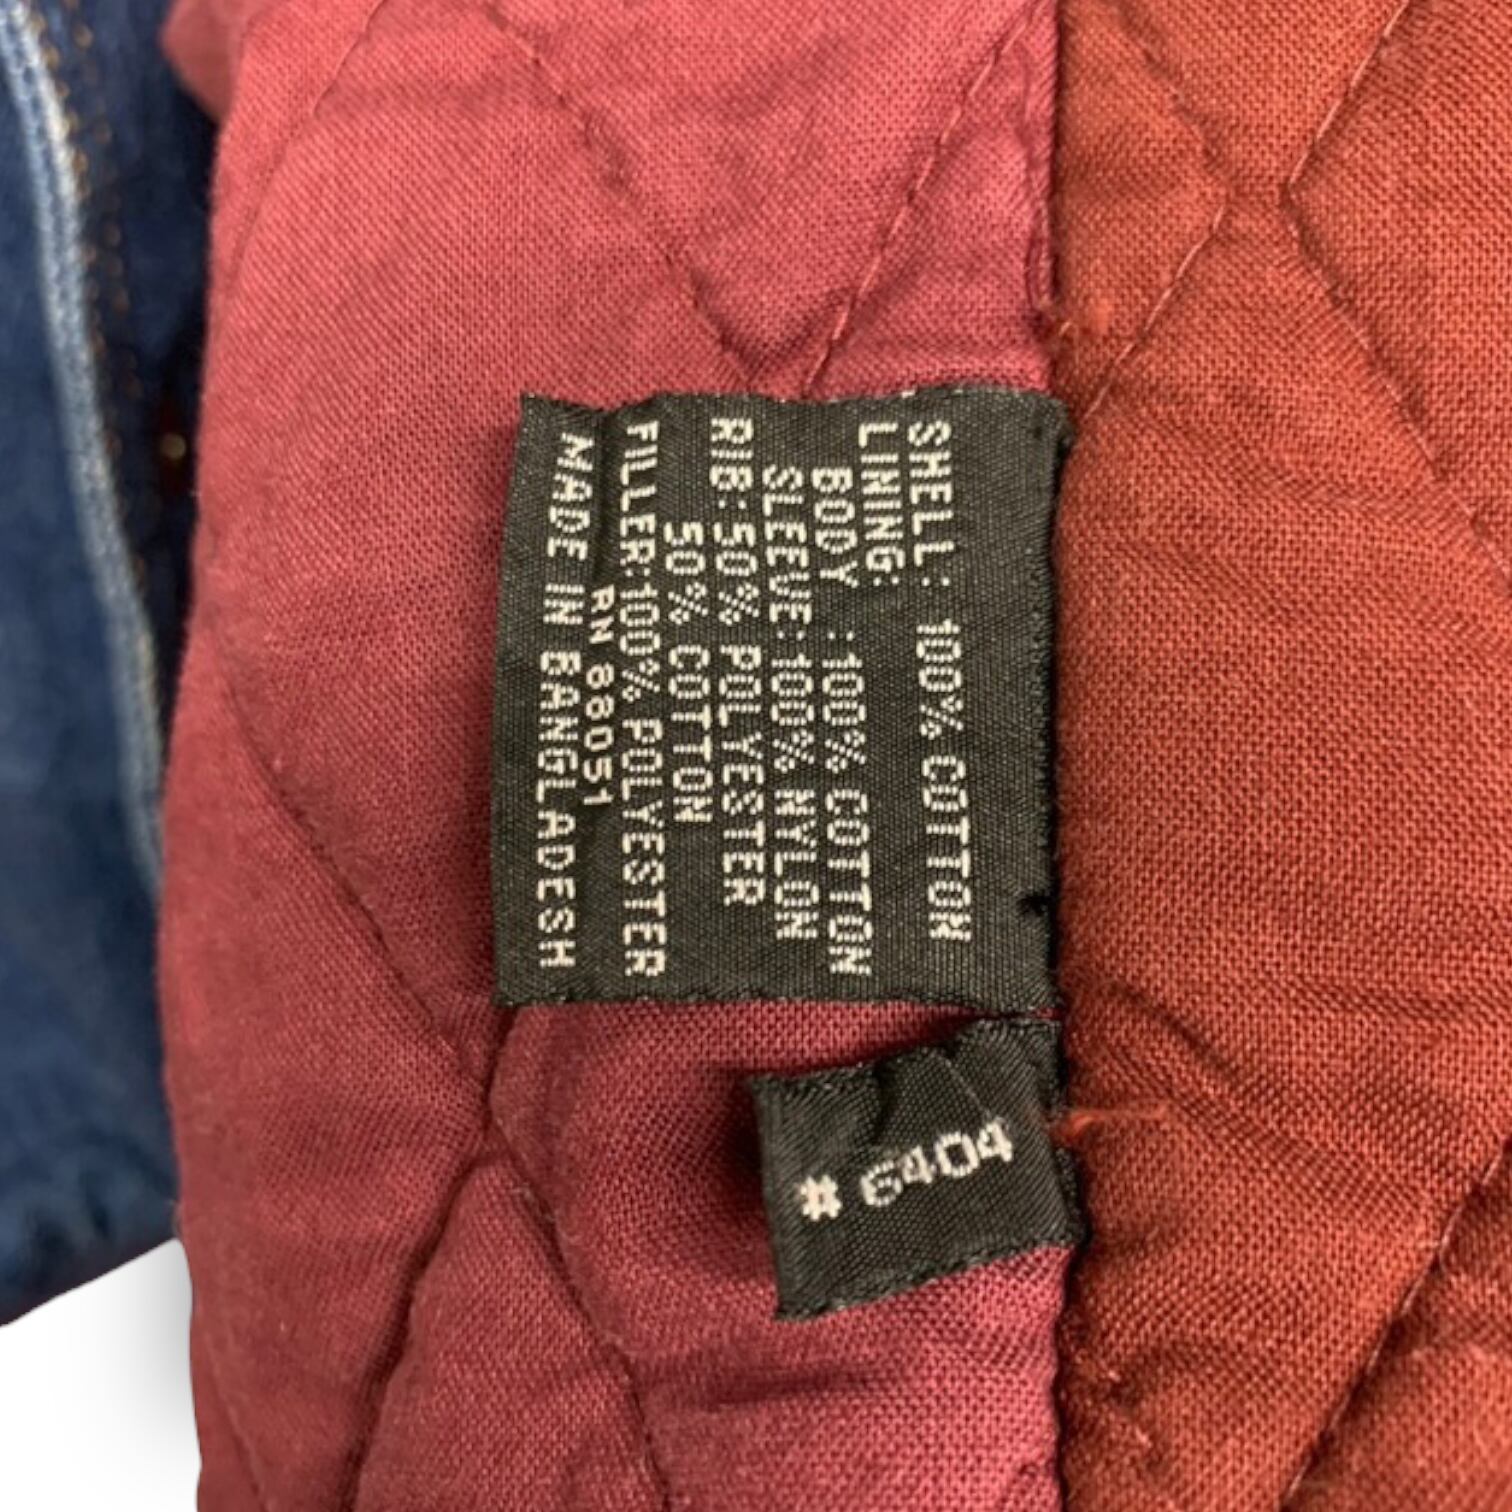 SHELL: 100% COTTON
LINING:
BODY :100% COTTON
SLEEVE:100% NYLON
RIB:50% POLYESTER
50% COTTON
FILLER:100% POLYESTER
RN 88051
MADE IN BANGLADESH
# 6404